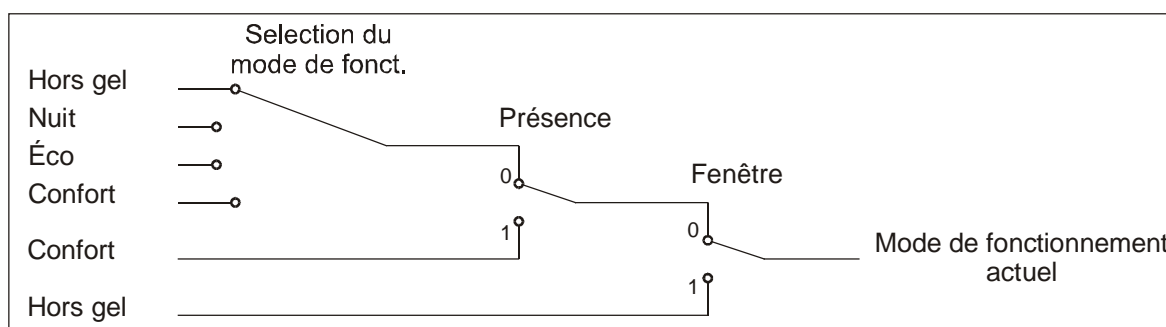 Selection du
mode de fonct.
Hors gel
Nuit
Éco
Confort
Confort
Hors gel
Présence
0
1
Fenêtre
0
1
Mode de fonctionnement
actuel